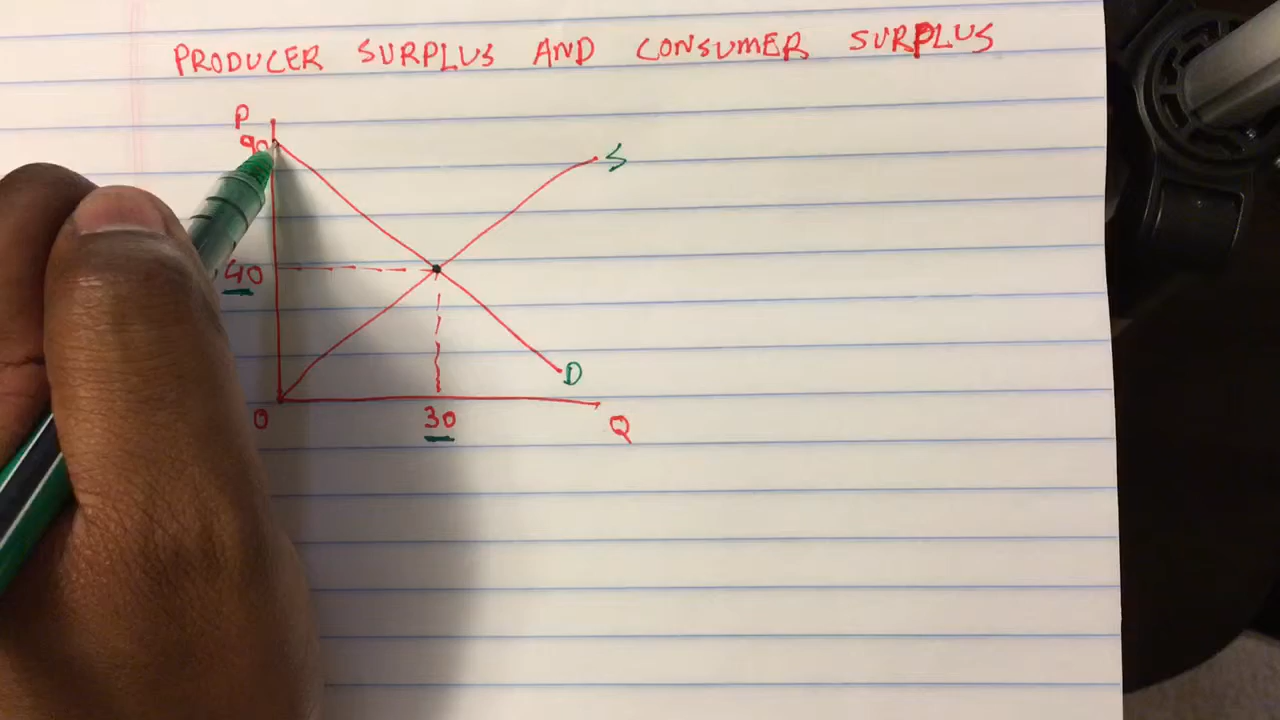 PRODUCER SURPLUS AND CONSUMER SURPLUS
P
90
S
40
D
0
30
Q